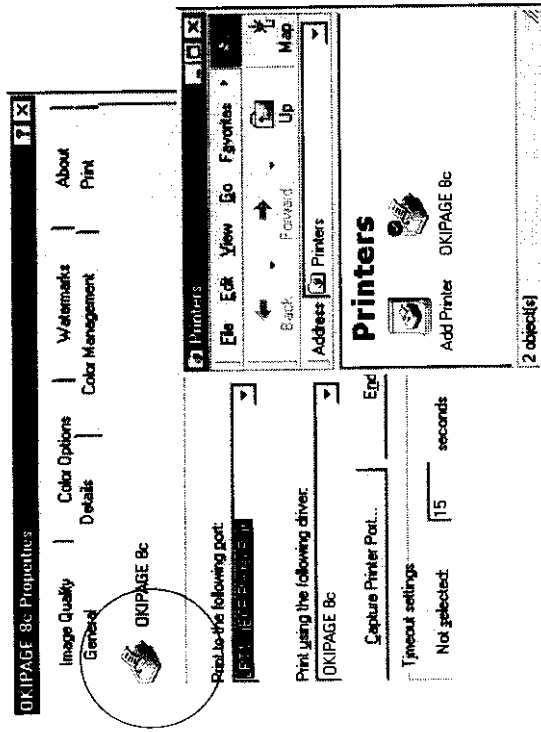 OKIPAGE 8c Properties
Image Quality
Color Options
Watermarks
About
General
Details
Color Management
Print
OKIPAGE 8c
Print to the following port:
Print using the following driver:
OKIPAGE 8c
Capture Printer Port...
End
Timeout settings
Not selected:
15
seconds
Printers
File
Edit
View
Go
Favorites
Back
Forward
Up
Map
Address
Printers
Printers
Add Printer
OKIPAGE 8c
2 object(s)